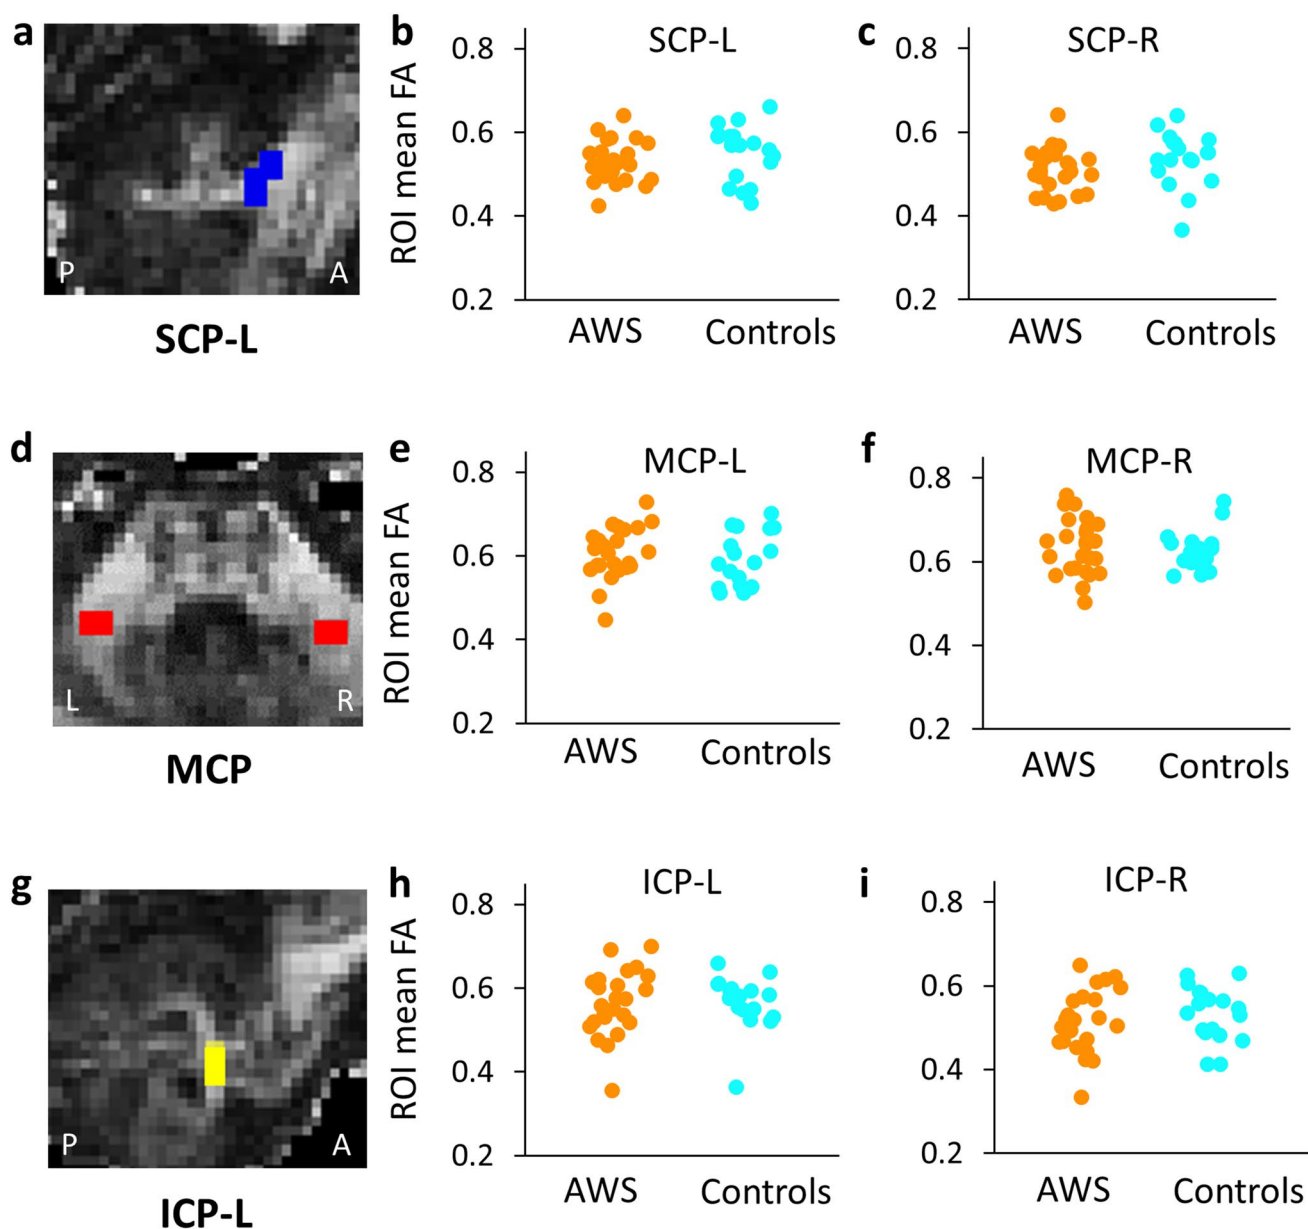 a
P
A
SCP-L
b
SCP-L
ROI mean FA
0.8
0.6
0.4
0.2
AWS
Controls
c
SCP-R
0.8
0.6
0.4
0.2
AWS
Controls
d
L
R
MCP
e
MCP-L
ROI mean FA
0.8
0.6
0.4
0.2
AWS
Controls
f
MCP-R
0.8
0.6
0.4
0.2
AWS
Controls
g
P
A
ICP-L
h
ICP-L
ROI mean FA
0.8
0.6
0.4
0.2
AWS
Controls
i
ICP-R
0.8
0.6
0.4
0.2
AWS
Controls